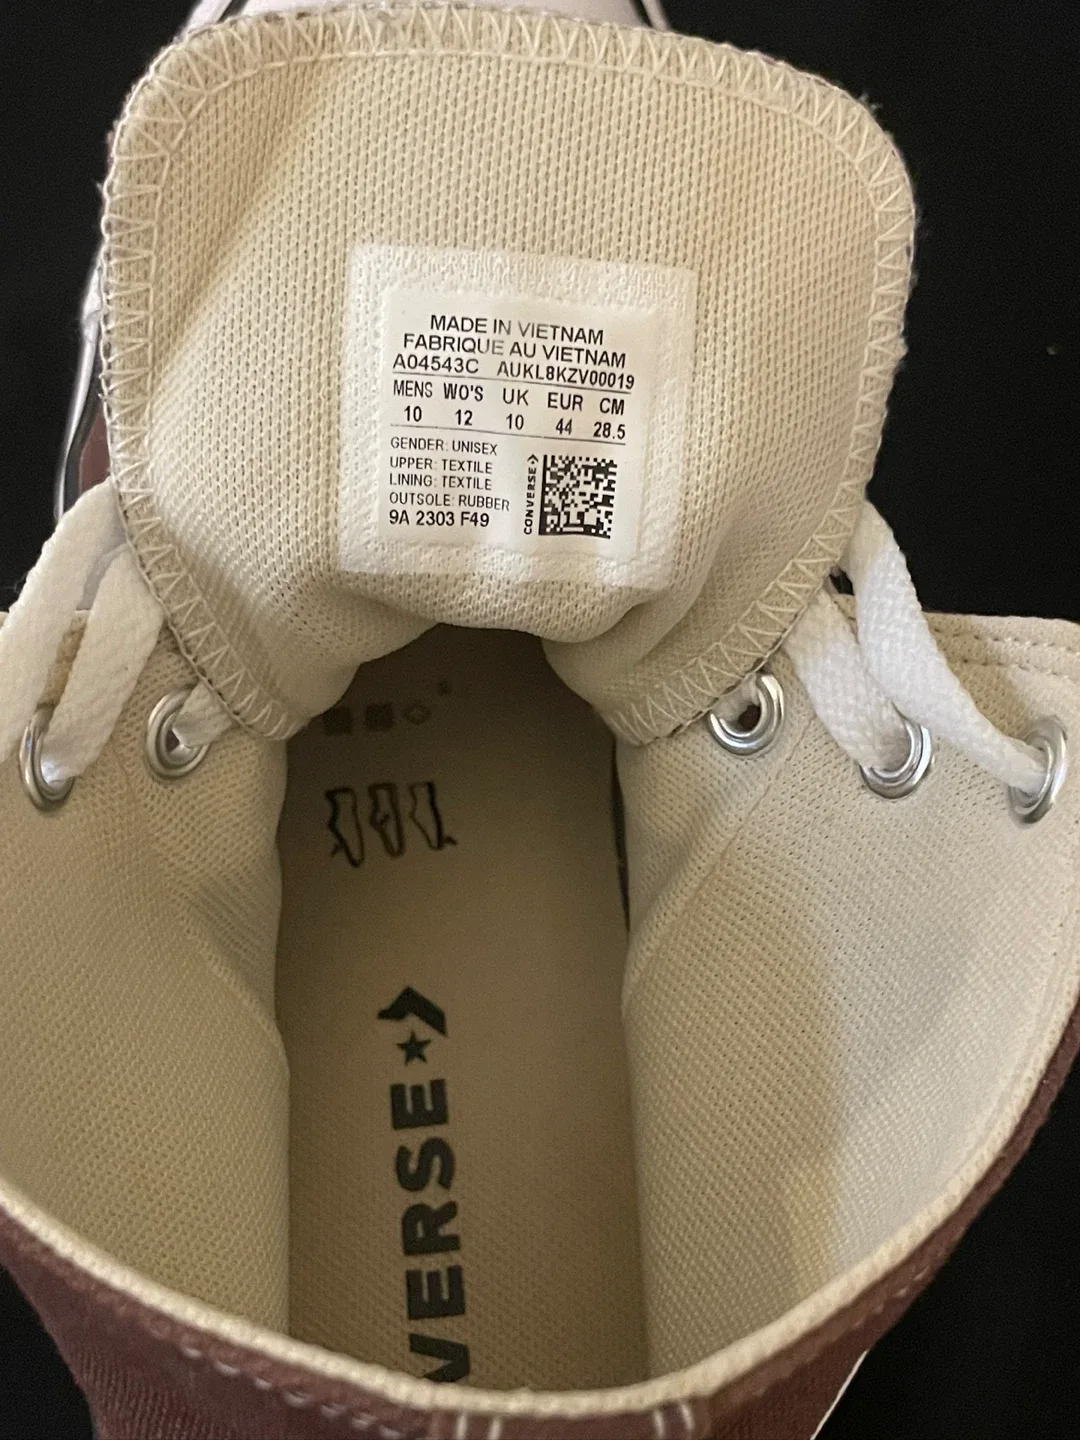 MADE IN VIETNAM
FABRIQUE AU VIETNAM
A04543C AUKL8KZV00019
MENS WO'S UK EUR CM
10 12 10 44 28.5
GENDER: UNISEX
UPPER: TEXTILE
LINING: TEXTILE
OUTSOLE: RUBBER
9A 2303 F49
CONVERSE
VERSE